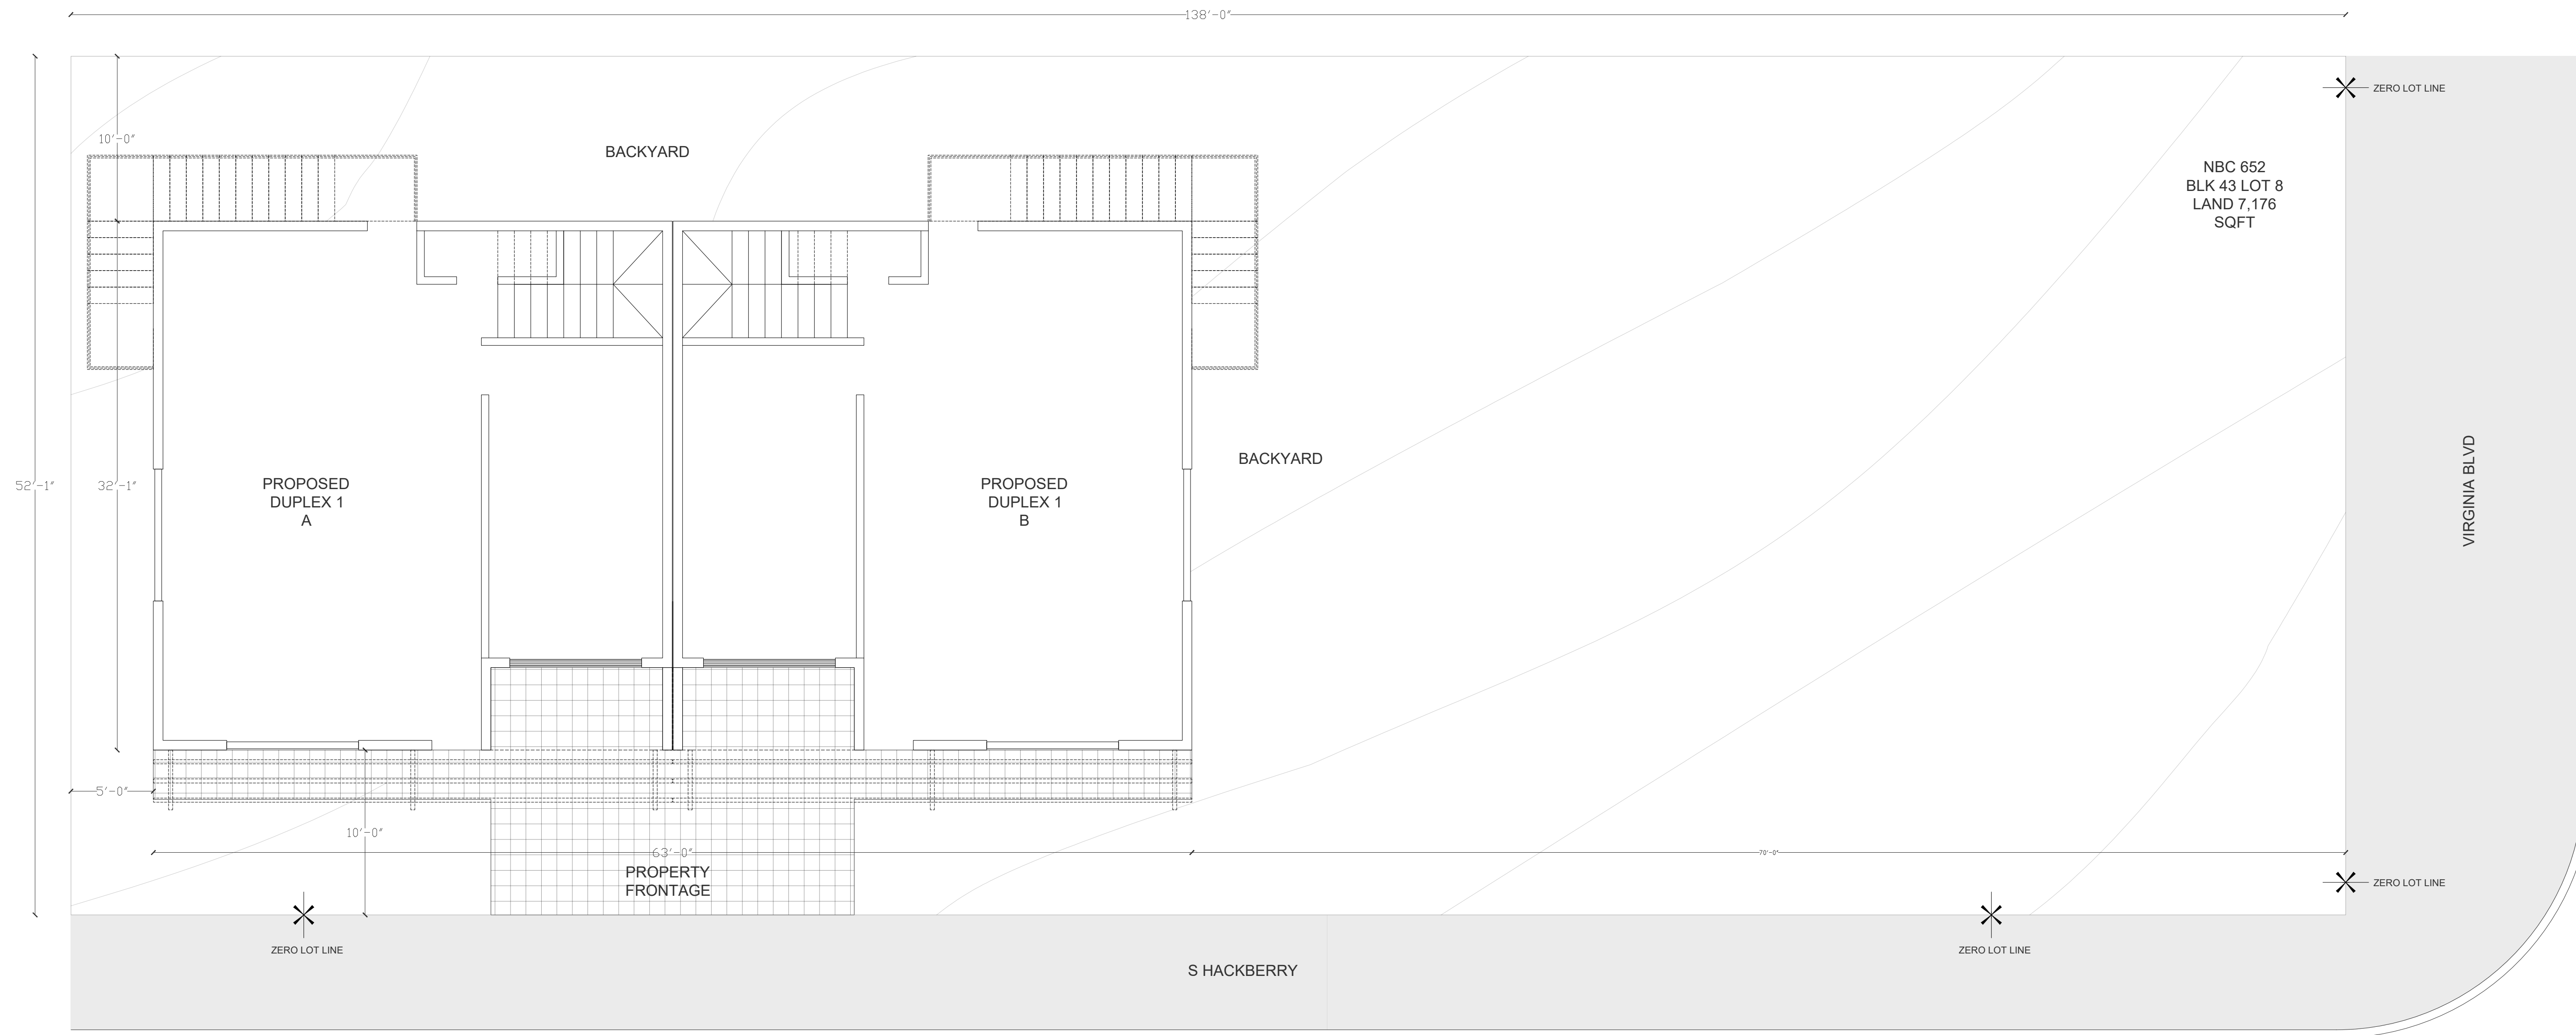 138'-0"
ZERO LOT LINE
10'-0"
BACKYARD
NBC 652
BLK 43 LOT 8
LAND 7,176
SQFT
BACKYARD
52'-1"
32'-1"
PROPOSED
DUPLEX 1
A
PROPOSED
DUPLEX 1
B
VIRGINIA BLVD
5'-0"
10'-0"
63'-0"
70'-0"
PROPERTY
FRONTAGE
ZERO LOT LINE
ZERO LOT LINE
ZERO LOT LINE
S HACKBERRY